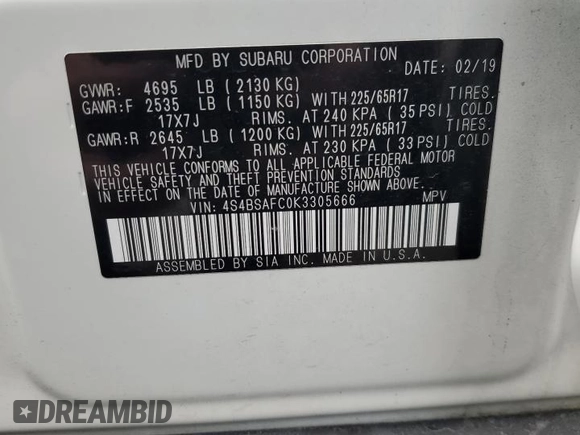 MFD BY SUBARU CORPORATION
DATE: 02/19
GVWR: 4695 LB (2130 KG)
GAWR:F 2535 LB (1150 KG) WITH 225/65R17 TIRES.
17X7J RIMS. AT 240 KPA (35 PSI) COLD
GAWR:R 2645 LB (1200 KG) WITH 225/65R17 TIRES.
17X7J RIMS. AT 230 KPA (33 PSI) COLD
THIS VEHICLE CONFORMS TO ALL APPLICABLE FEDERAL MOTOR
VEHICLE SAFETY AND THEFT PREVENTION STANDARDS
IN EFFECT ON THE DATE OF MANUFACTURE SHOWN ABOVE.
VIN: 4S4BSAFC0K3305666 MPV
ASSEMBLED BY SIA INC. MADE IN U.S.A.
DREAMBID